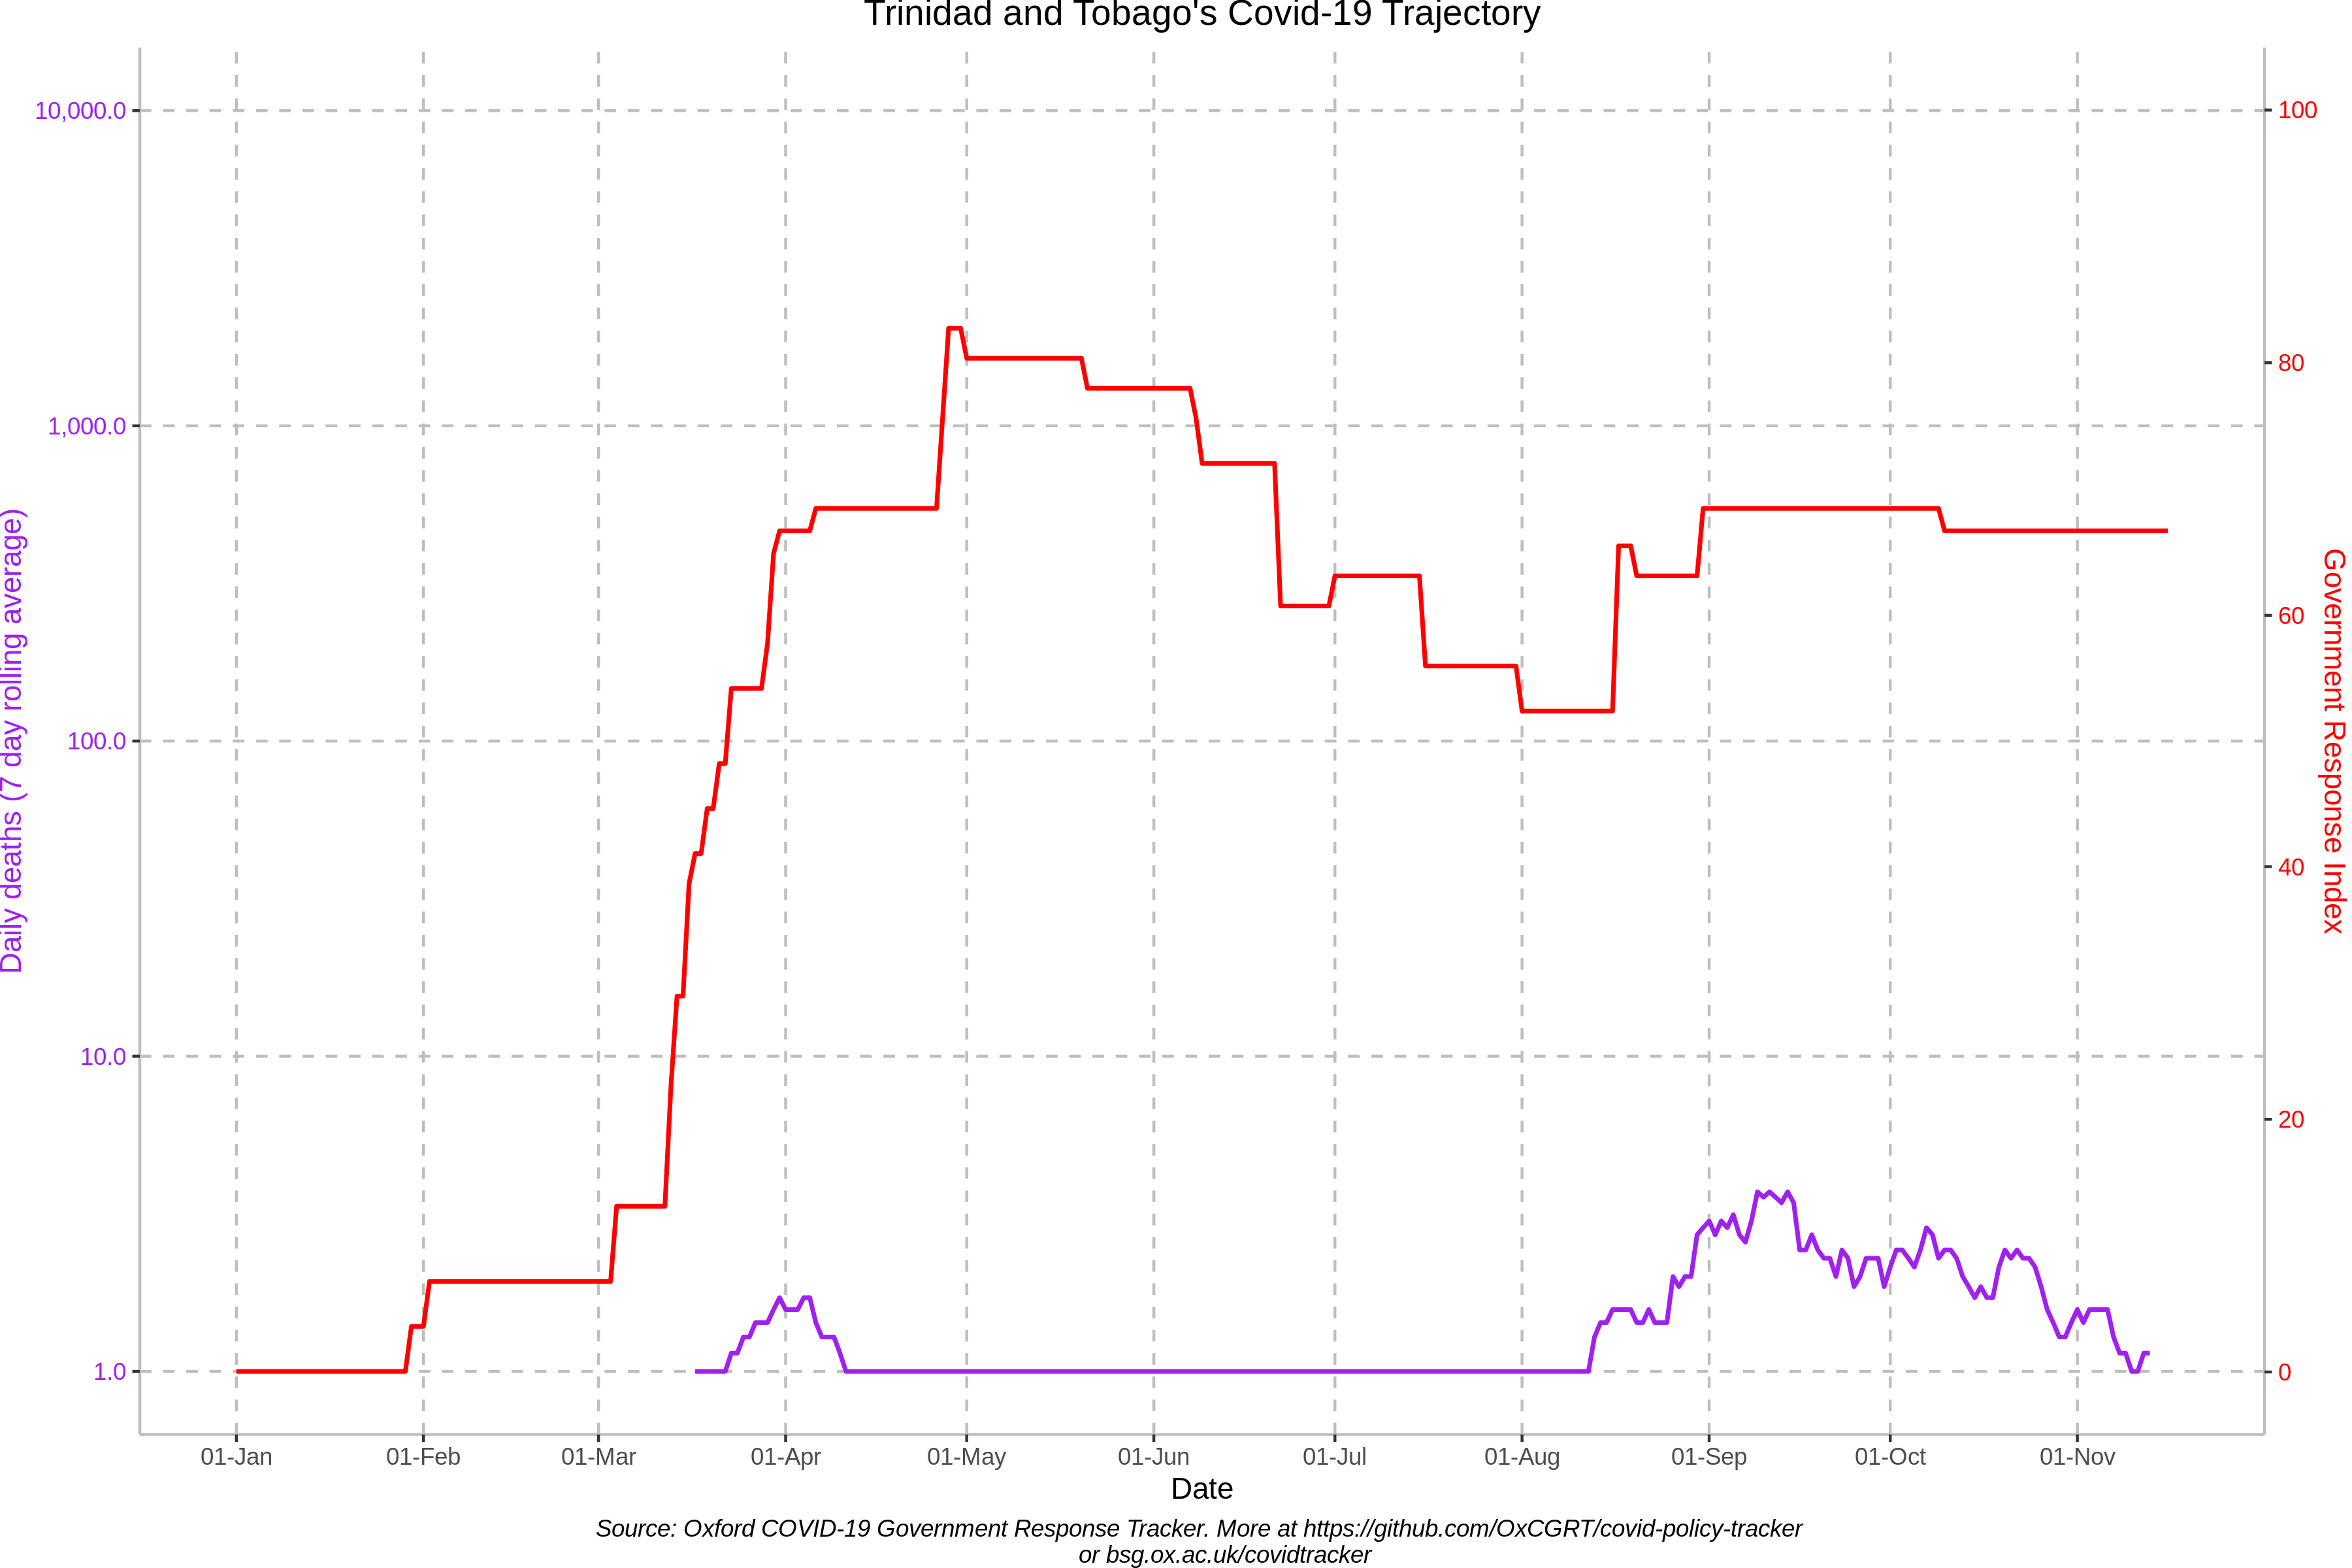 Trinidad and Tobago's Covid-19 Trajectory
Daily deaths (7 day rolling average)
10,000.0
1,000.0
100.0
10.0
1.0
100
80
60
40
20
0
Government Response Index
01-Jan
01-Feb
01-Mar
01-Apr
01-May
01-Jun
01-Jul
01-Aug
01-Sep
01-Oct
01-Nov
Date
Source: Oxford COVID-19 Government Response Tracker. More at https://github.com/OxCGRT/covid-policy-tracker
or bsg.ox.ac.uk/covidtracker